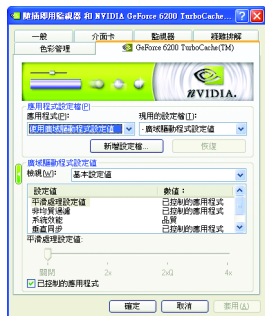 隨插即用監視器 和 NVIDIA GeForce 6200 TurboCache...
一般 介面卡 監視器 疑難排解
色彩管理 GeForce 6200 TurboCache(TM)
NVIDIA.
應用程式設定檔(P)
應用程式(P): 現用的設定檔(I):
使用廣域驅動程式設定值 - 廣域驅動程式設定值
新增設定檔... 恢復
廣域驅動程式設定值
檢視(W): 基本設定值
設定值 數值:
平滑處理設定值 已控制的應用程式
非均質過濾 已控制的應用程式
系統效能 品質
垂直同步 已控制的應用程式
平滑處理設定值:
關閉 2x 2xQ 4x
已控制的應用程式
確定 取消 套用(A)